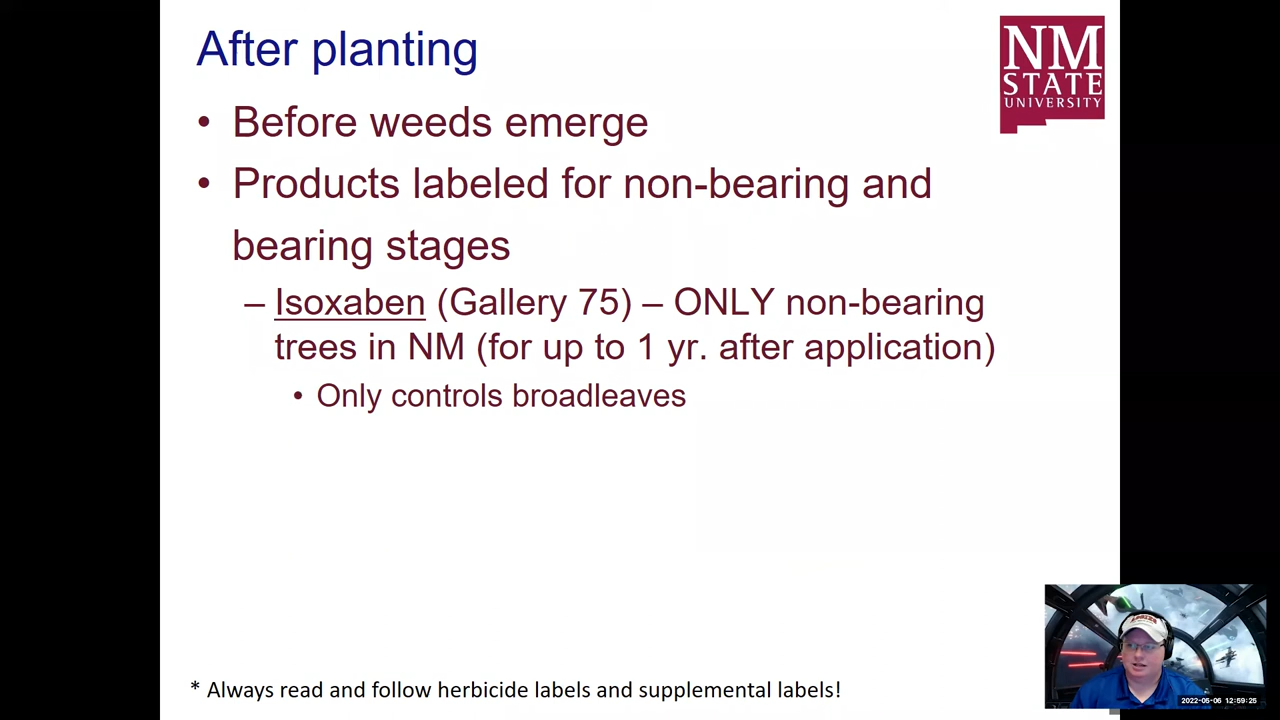 After planting
NM
STATE
UNIVERSITY
• Before weeds emerge
• Products labeled for non-bearing and
bearing stages
– Isoxaben (Gallery 75) – ONLY non-bearing
trees in NM (for up to 1 yr. after application)
• Only controls broadleaves
* Always read and follow herbicide labels and supplemental labels!
AGGIES
2022-05-06 12:59:25